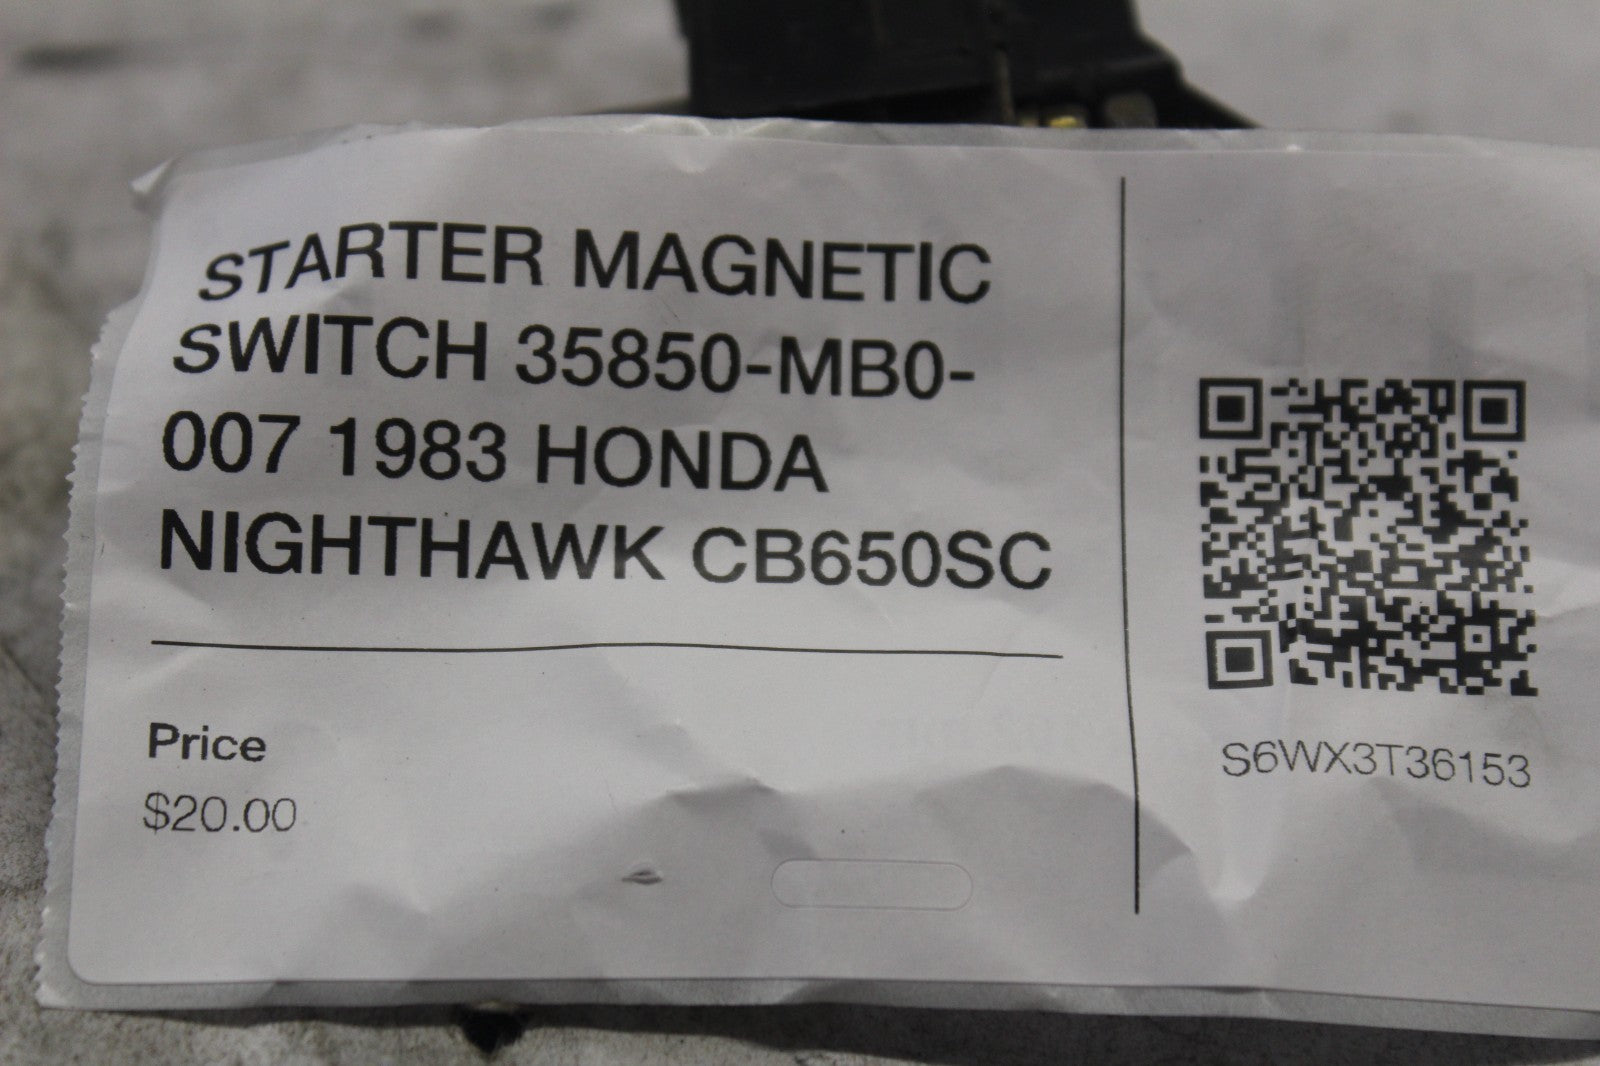 STARTER MAGNETIC
SWITCH 35850-MB0-
007 1983 HONDA
NIGHTHAWK CB650SC
Price
$20.00
S6WX3T36153